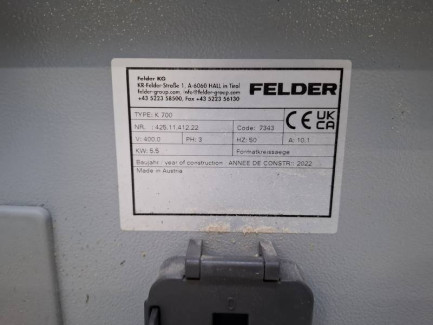 Felder KG
KR-Felder-Straße 1, A-6060 HALL in Tirol
felder-group.com, info@felder-group.com
+43 5223 58500, Fax +43 5223 56130
FELDER
TYPE: K 700
NR.: 425.11.412.22 Code: 7343
V: 400,0 PH: 3 HZ: 50 A: 10,1
KW: 5,5 Formatkreissaege
Baujahr: year of construction: ANNEE DE CONSTR.: 2022
Made in Austria
CE UK
CA